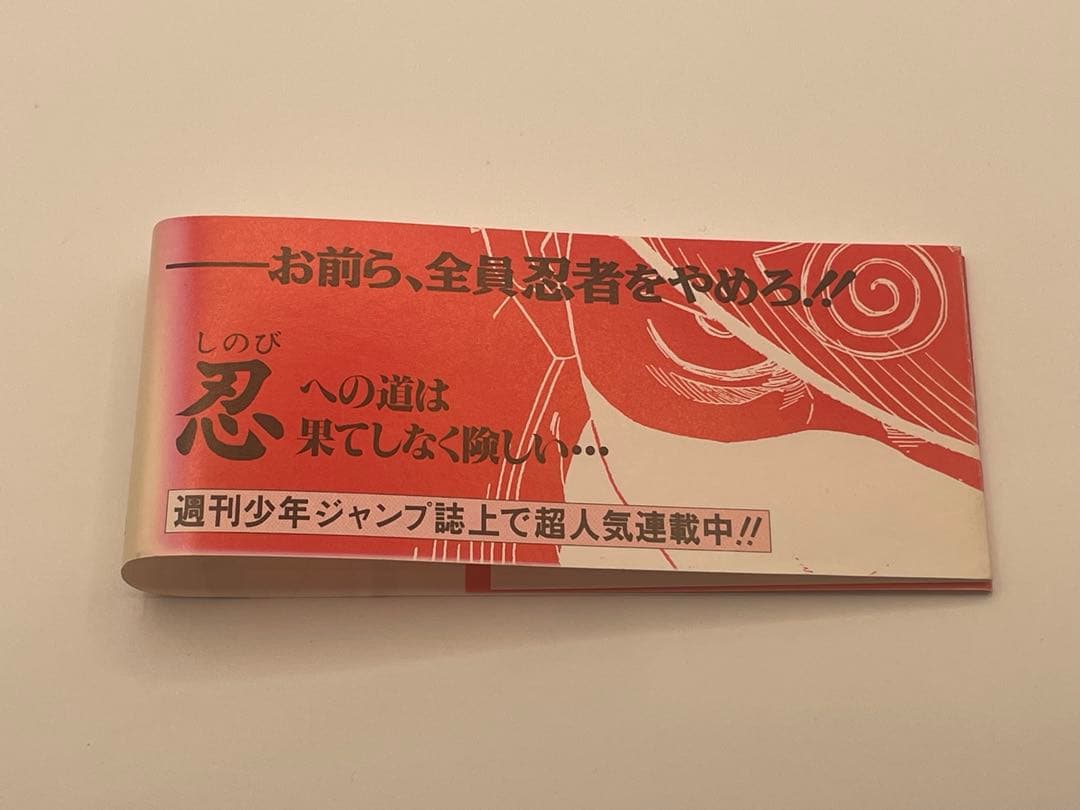 ──お前ら、全員忍者をやめろ!!
しのび
忍への道は
果てしなく険しい…
週刊少年ジャンプ誌上で超人気連載中!!